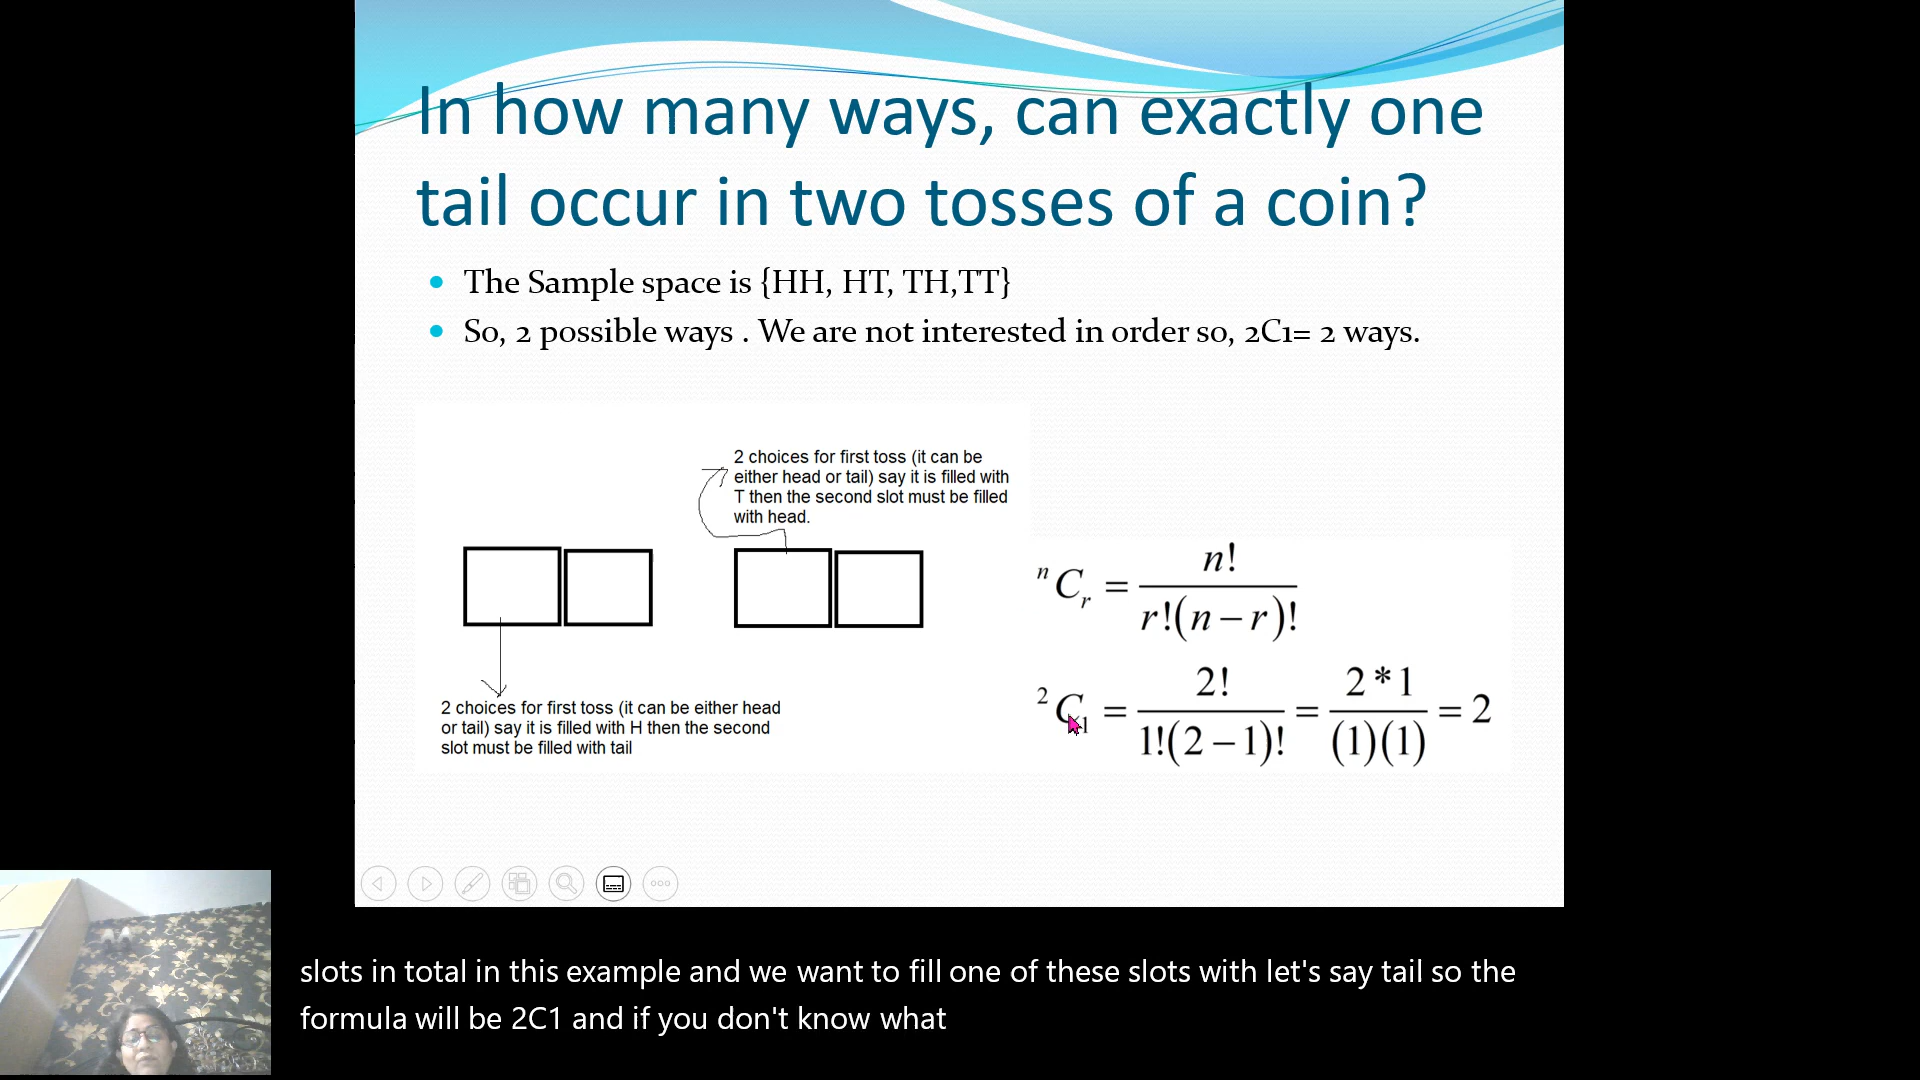 In how many ways, can exactly one
tail occur in two tosses of a coin?
The Sample space is {HH, HT, TH,TT}
So, 2 possible ways . We are not interested in order so, 2C1= 2 ways.
2 choices for first toss (it can be
either head or tail) say it is filled with
T then the second slot must be filled
with head.
2 choices for first toss (it can be either head
or tail) say it is filled with H then the second
slot must be filled with tail
ⁿCᵣ = n! / r!(n − r)!
²C₁ = 2! / 1!(2 − 1)! = 2 * 1 / (1)(1) = 2
slots in total in this example and we want to fill one of these slots with let's say tail so the
formula will be 2C1 and if you don't know what